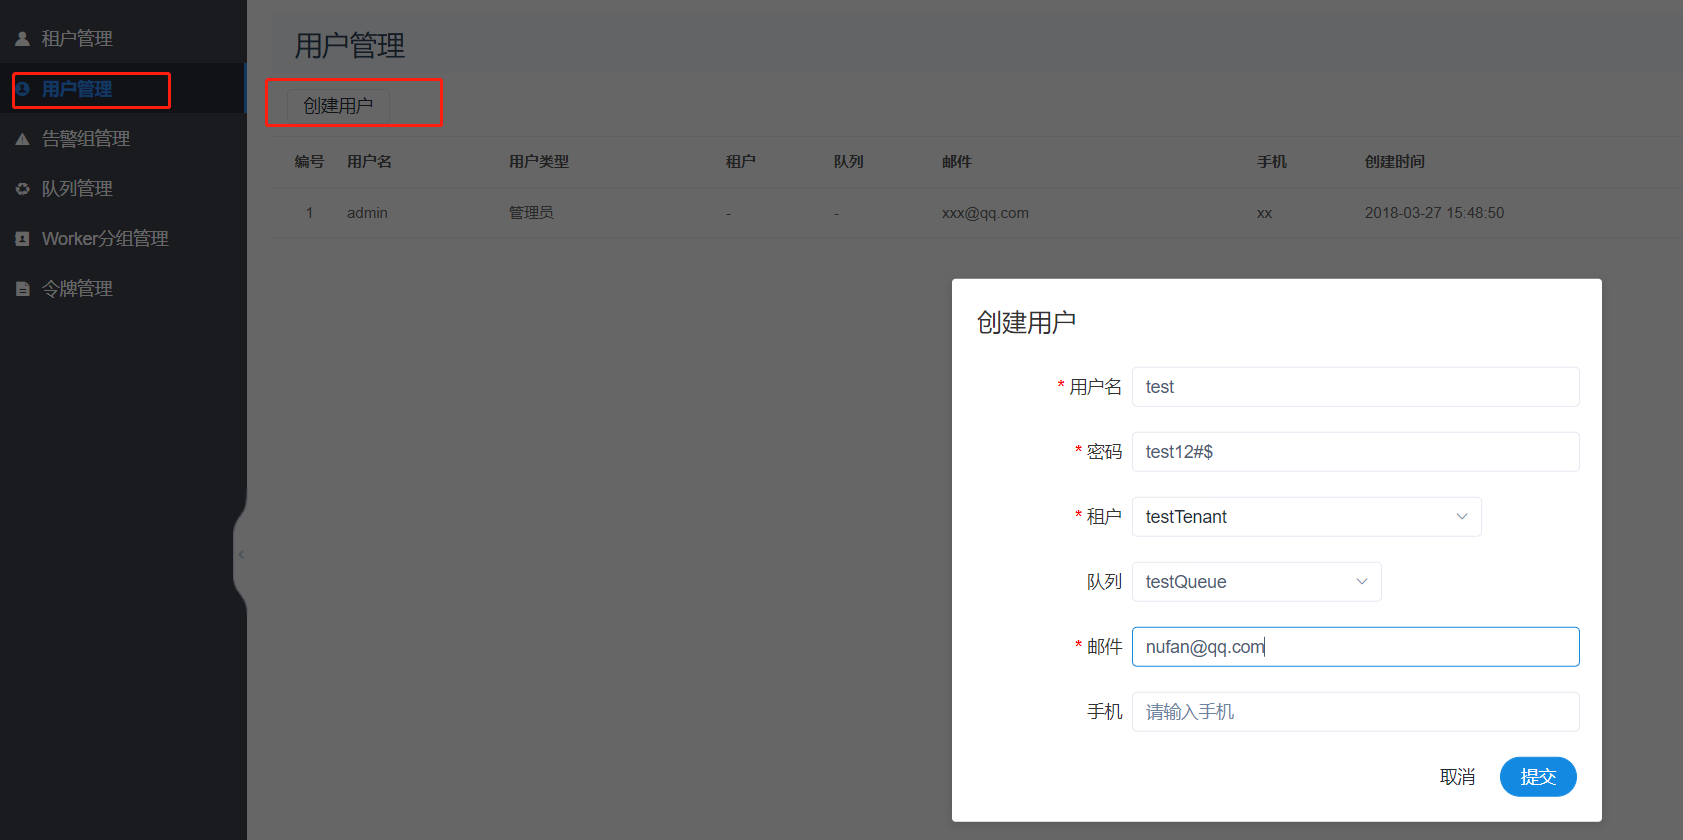 租户管理
用户管理
告警组管理
队列管理
Worker分组管理
令牌管理
用户管理
创建用户
编号 用户名 用户类型 租户 队列 邮件 手机 创建时间
1 admin 管理员 - - xxx@qq.com xx 2018-03-27 15:48:50
创建用户
* 用户名 test
* 密码 test12#$
* 租户 testTenant
队列 testQueue
* 邮件 nufan@qq.com
手机 请输入手机
取消 提交